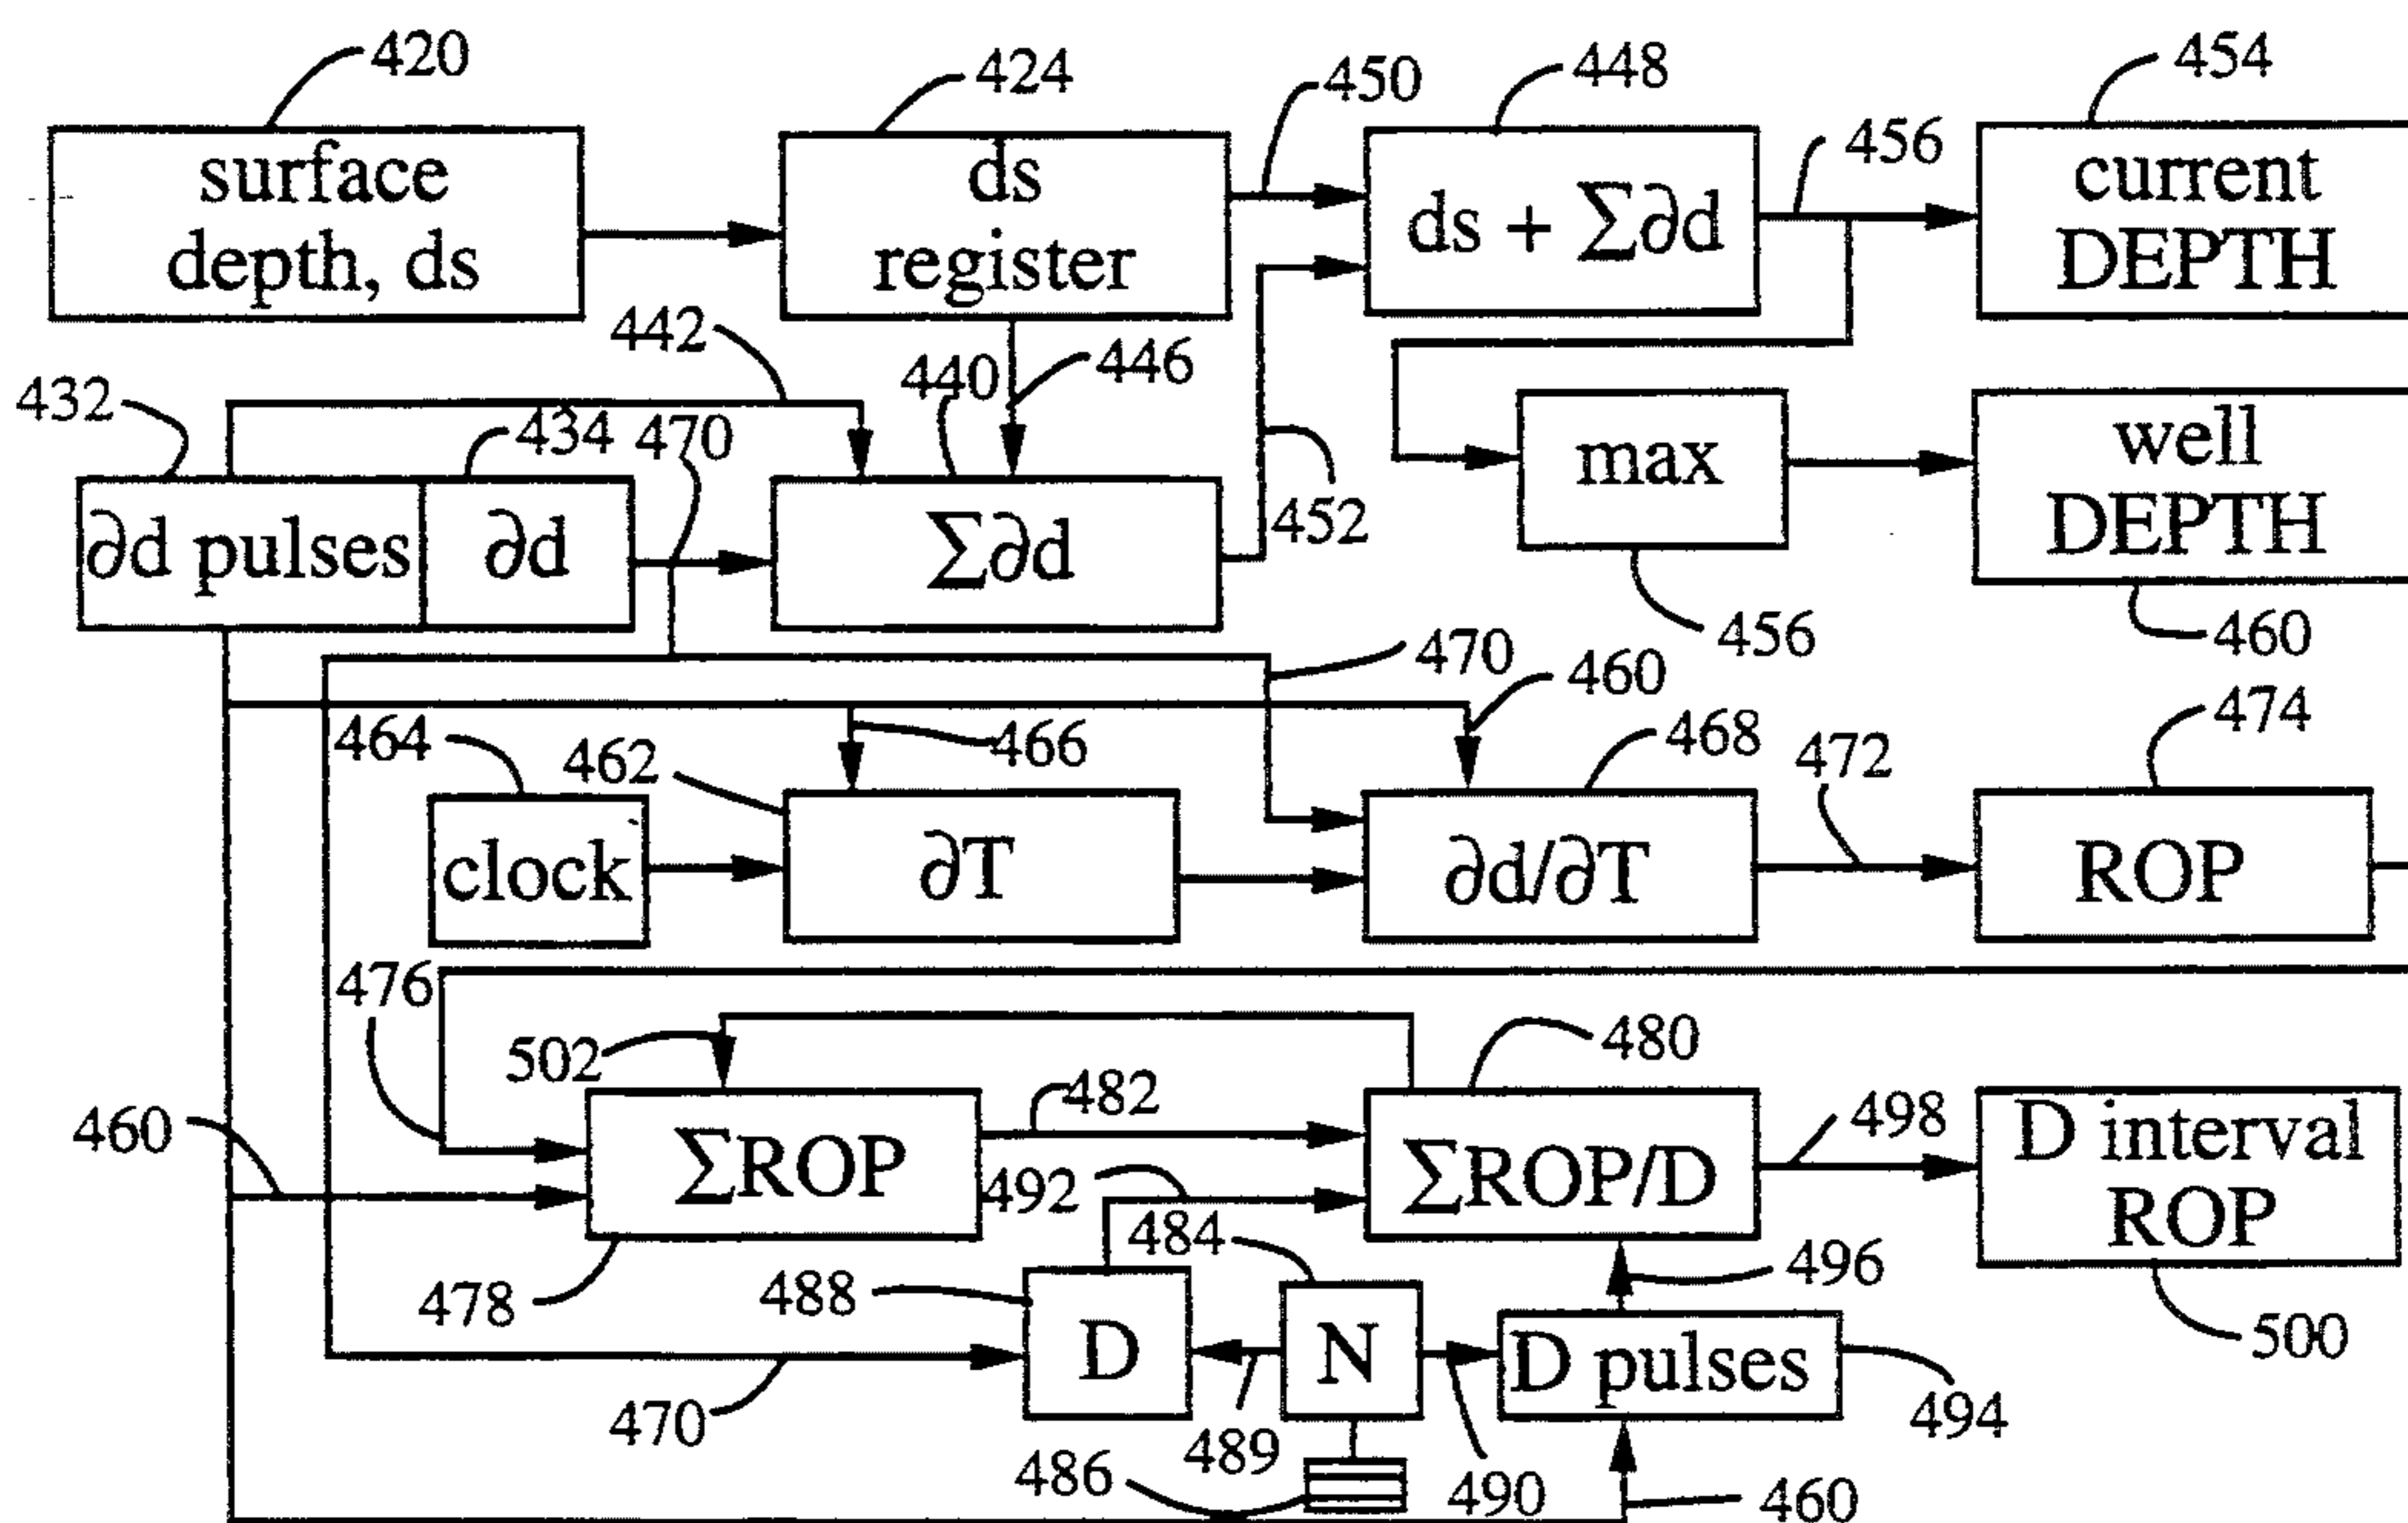 420
424
450
448
456
454
surface
depth, ds
ds
register
ds + Σ∂d
current
DEPTH
442
440
446
432
434
470
452
max
well
DEPTH
∂d pulses
∂d
Σ∂d
456
460
470
460
474
464
462
466
468
472
clock
∂T
∂d/∂T
ROP
476
502
480
460
482
492
498
ΣROP
ΣROP/D
D interval
ROP
484
478
488
496
500
D
N
D pulses
470
489
486
490
494
460